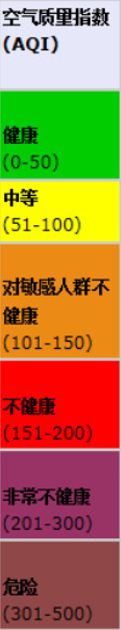 空气质量指数
(AQI)
健康
(0-50)
中等
(51-100)
对敏感人群不
健康
(101-150)
不健康
(151-200)
非常不健康
(201-300)
危险
(301-500)